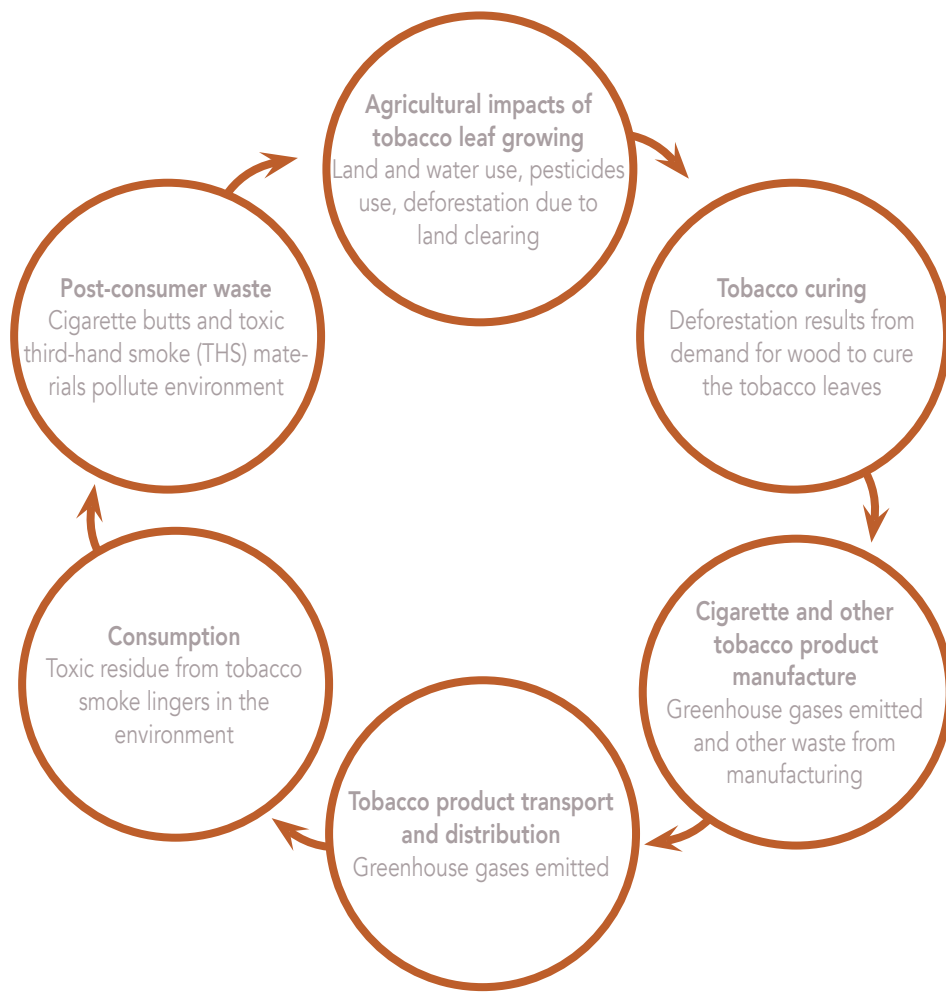 Agricultural impacts of
tobacco leaf growing
Land and water use, pesticides
use, deforestation due to
land clearing
Tobacco curing
Deforestation results from
demand for wood to cure
the tobacco leaves
Cigarette and other
tobacco product
manufacture
Greenhouse gases emitted
and other waste from
manufacturing
Tobacco product transport
and distribution
Greenhouse gases emitted
Consumption
Toxic residue from tobacco
smoke lingers in the
environment
Post-consumer waste
Cigarette butts and toxic
third-hand smoke (THS) mate-
rials pollute environment